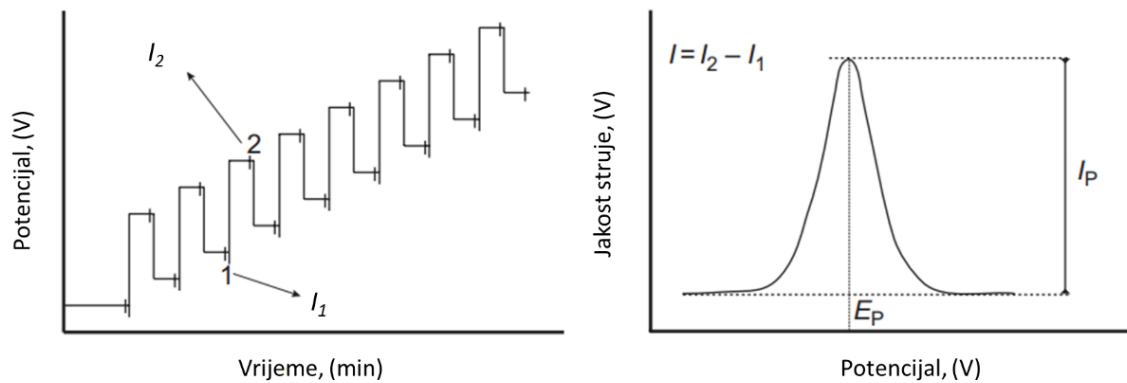 Potencijal, (V)
I2
2
1
I1
Vrijeme, (min)
Jakost struje, (V)
I = I2 – I1
IP
EP
Potencijal, (V)